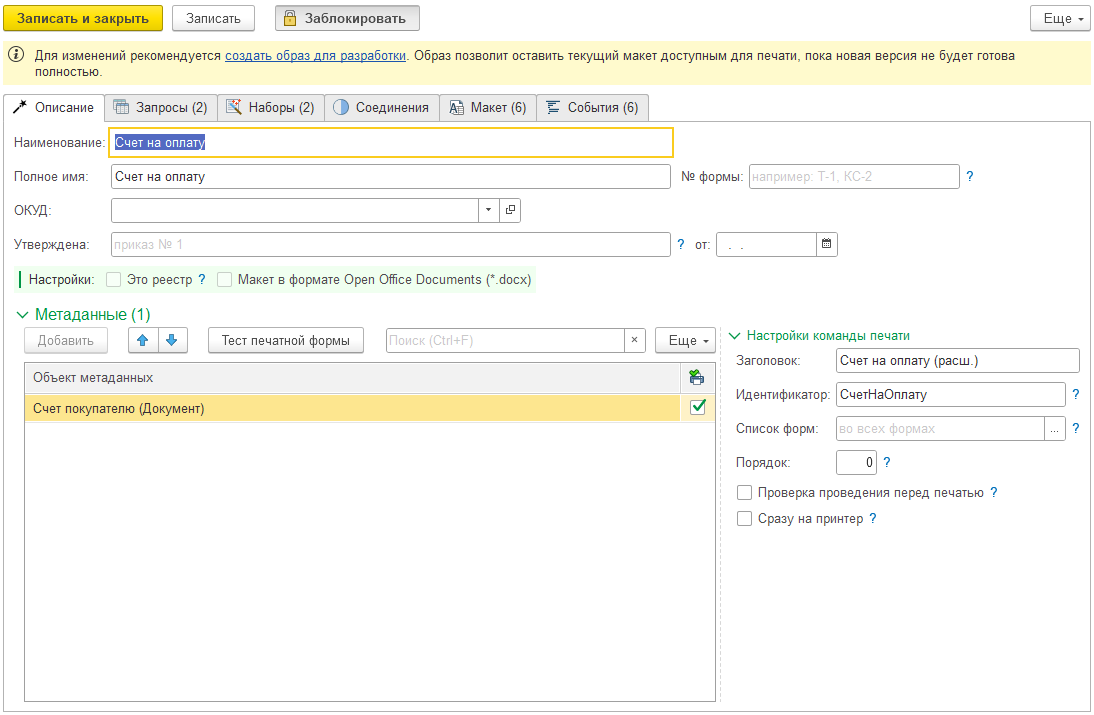 Записать и закрыть Записать Заблокировать Еще
Для изменений рекомендуется создать образ для разработки. Образ позволит оставить текущий макет доступным для печати, пока новая версия не будет готова
полностью.
Описание Запросы (2) Наборы (2) Соединения Макет (6) События (6)
Наименование: Счет на оплату
Полное имя: Счет на оплату № формы: например: Т-1, КС-2 ?
ОКУД:
Утверждена: приказ № 1 ? от: . .
Настройки: Это реестр ? Макет в формате Open Office Documents (*.docx)
Метаданные (1)
Добавить Тест печатной формы Поиск (Ctrl+F) × Еще
Объект метаданных
Счет покупателю (Документ)
Настройки команды печати
Заголовок: Счет на оплату (расш.)
Идентификатор: СчетНаОплату ?
Список форм: во всех формах ... ?
Порядок: 0 ?
Проверка проведения перед печатью ?
Сразу на принтер ?